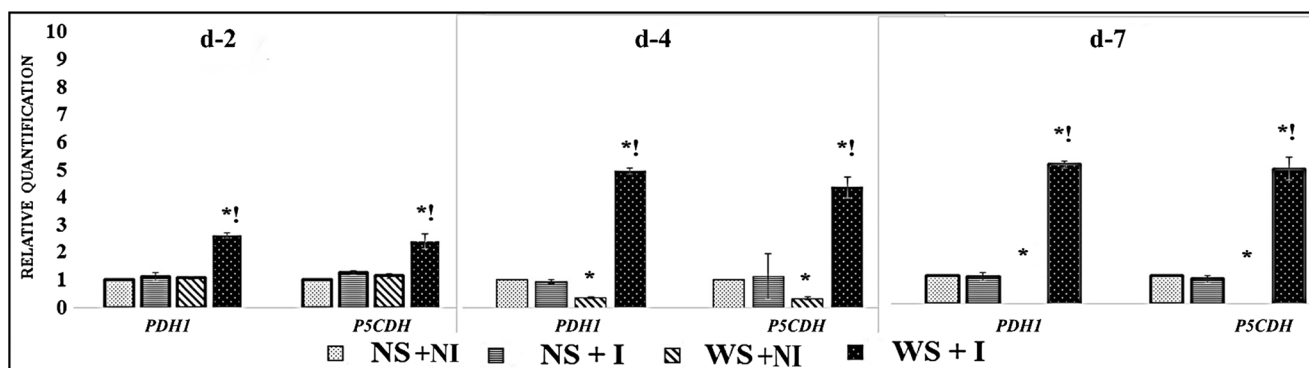 d-2 d-4 d-7
RELATIVE QUANTIFICATION
10
9
8
7
6
5
4
3
2
1
0
*! *! * *! * *! * *! * *!
PDH1 P5CDH PDH1 P5CDH PDH1 P5CDH
NS+NI NS + I WS+NI WS + I